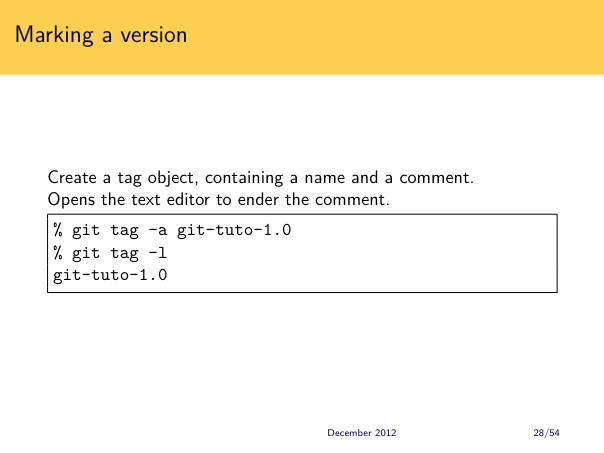 Marking a version
Create a tag object, containing a name and a comment.
Opens the text editor to ender the comment.
% git tag -a git-tuto-1.0
% git tag -l
git-tuto-1.0
December 2012
28/54